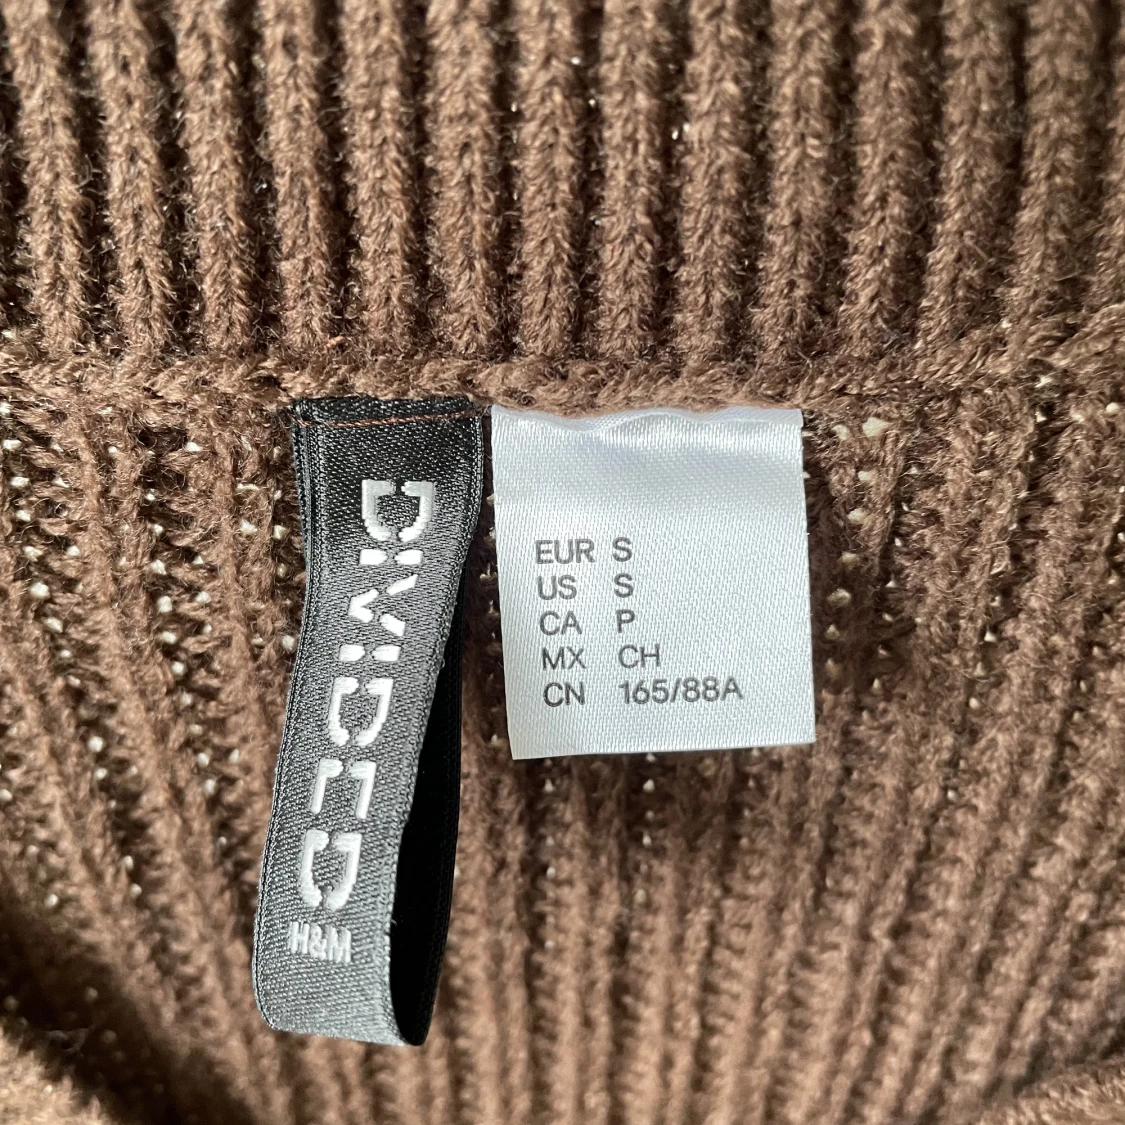 DIVIDED
H&M
EUR S
US S
CA P
MX CH
CN 165/88A